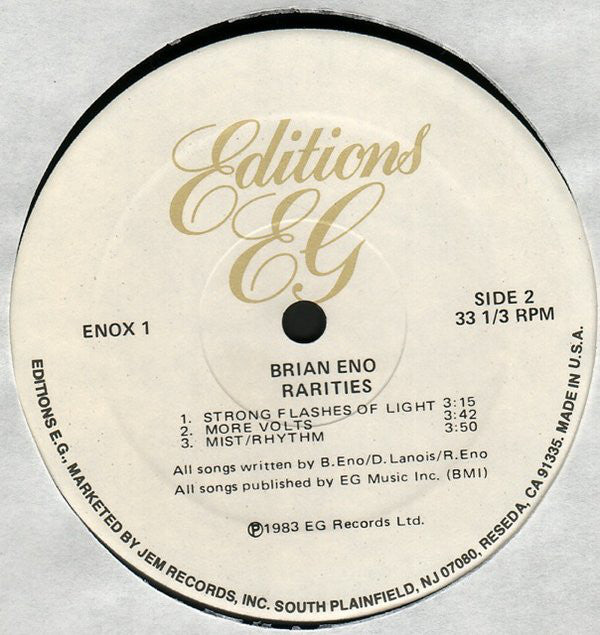 Editions
EG
ENOX 1
SIDE 2
33 1/3 RPM
BRIAN ENO
RARITIES
1. STRONG FLASHES OF LIGHT 3:15
2. MORE VOLTS 3:42
3. MIST/RHYTHM 3:50
All songs written by B.Eno/D.Lanois/R.Eno
All songs published by EG Music Inc. (BMI)
Ⓟ1983 EG Records Ltd.
EDITIONS E.G., MARKETED BY JEM RECORDS, INC. SOUTH PLAINFIELD, NJ 07080, RESEDA, CA 91335. MADE IN U.S.A.